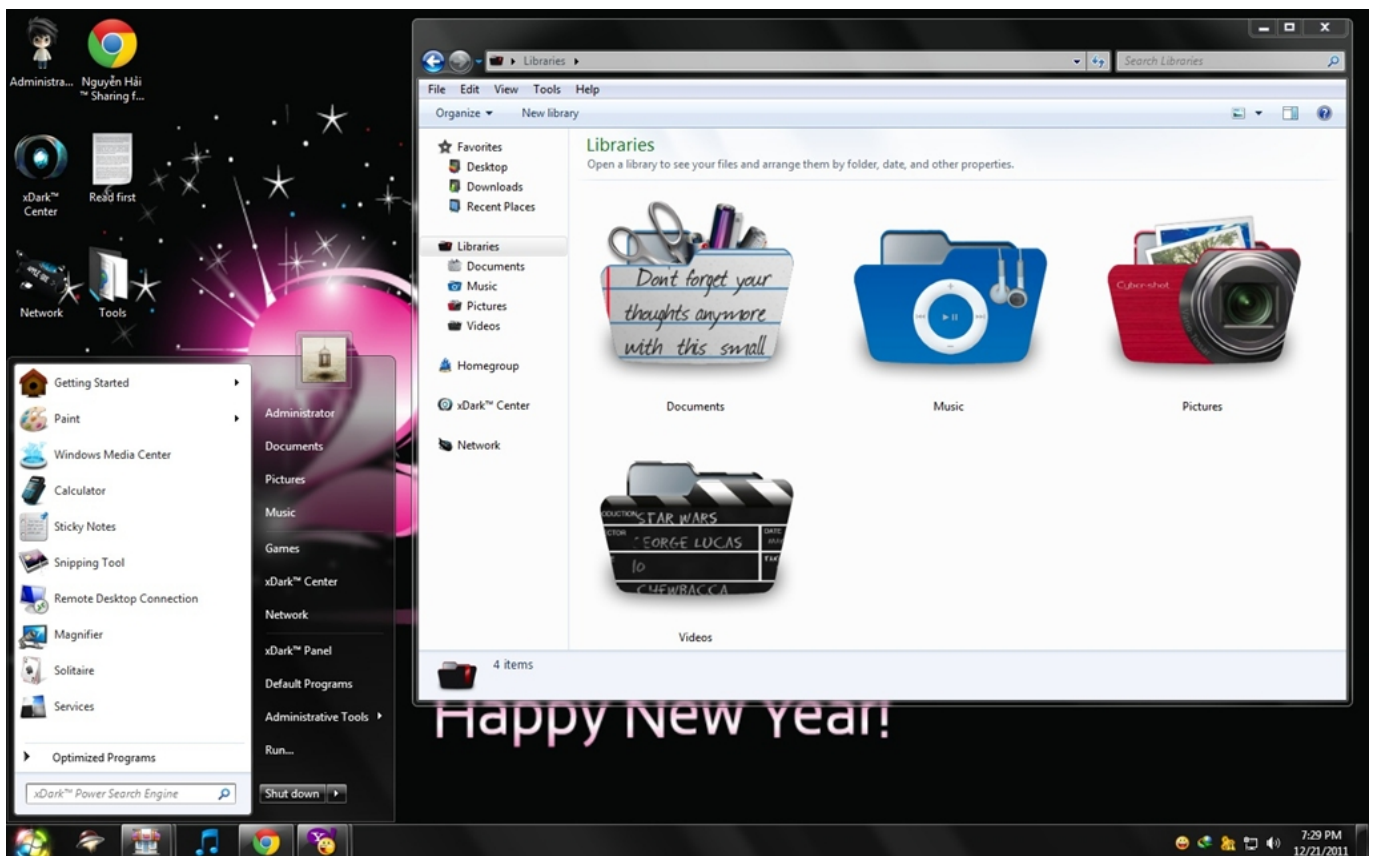 Administra...
Nguyễn Hải
™ Sharing f...
xDark™
Center
Read first
Network
Tools
Getting Started
Paint
Windows Media Center
Calculator
Sticky Notes
Snipping Tool
Remote Desktop Connection
Magnifier
Solitaire
Services
Optimized Programs
xDark™ Power Search Engine
Administrator
Documents
Pictures
Music
Games
xDark™ Center
Network
xDark™ Panel
Default Programs
Administrative Tools
Run...
Shut down
Libraries
Search Libraries
File Edit View Tools Help
Organize New library
Favorites
Desktop
Downloads
Recent Places
Libraries
Documents
Music
Pictures
Videos
Homegroup
xDark™ Center
Network
Libraries
Open a library to see your files and arrange them by folder, date, and other properties.
Don't forget your
thoughts anymore
with this small
Documents
Music
Cyber-shot
Pictures
STAR WARS
GEORGE LUCAS
DATE
10
CHEWBACCA
Videos
4 items
Happy New Year!
7:29 PM
12/21/2011